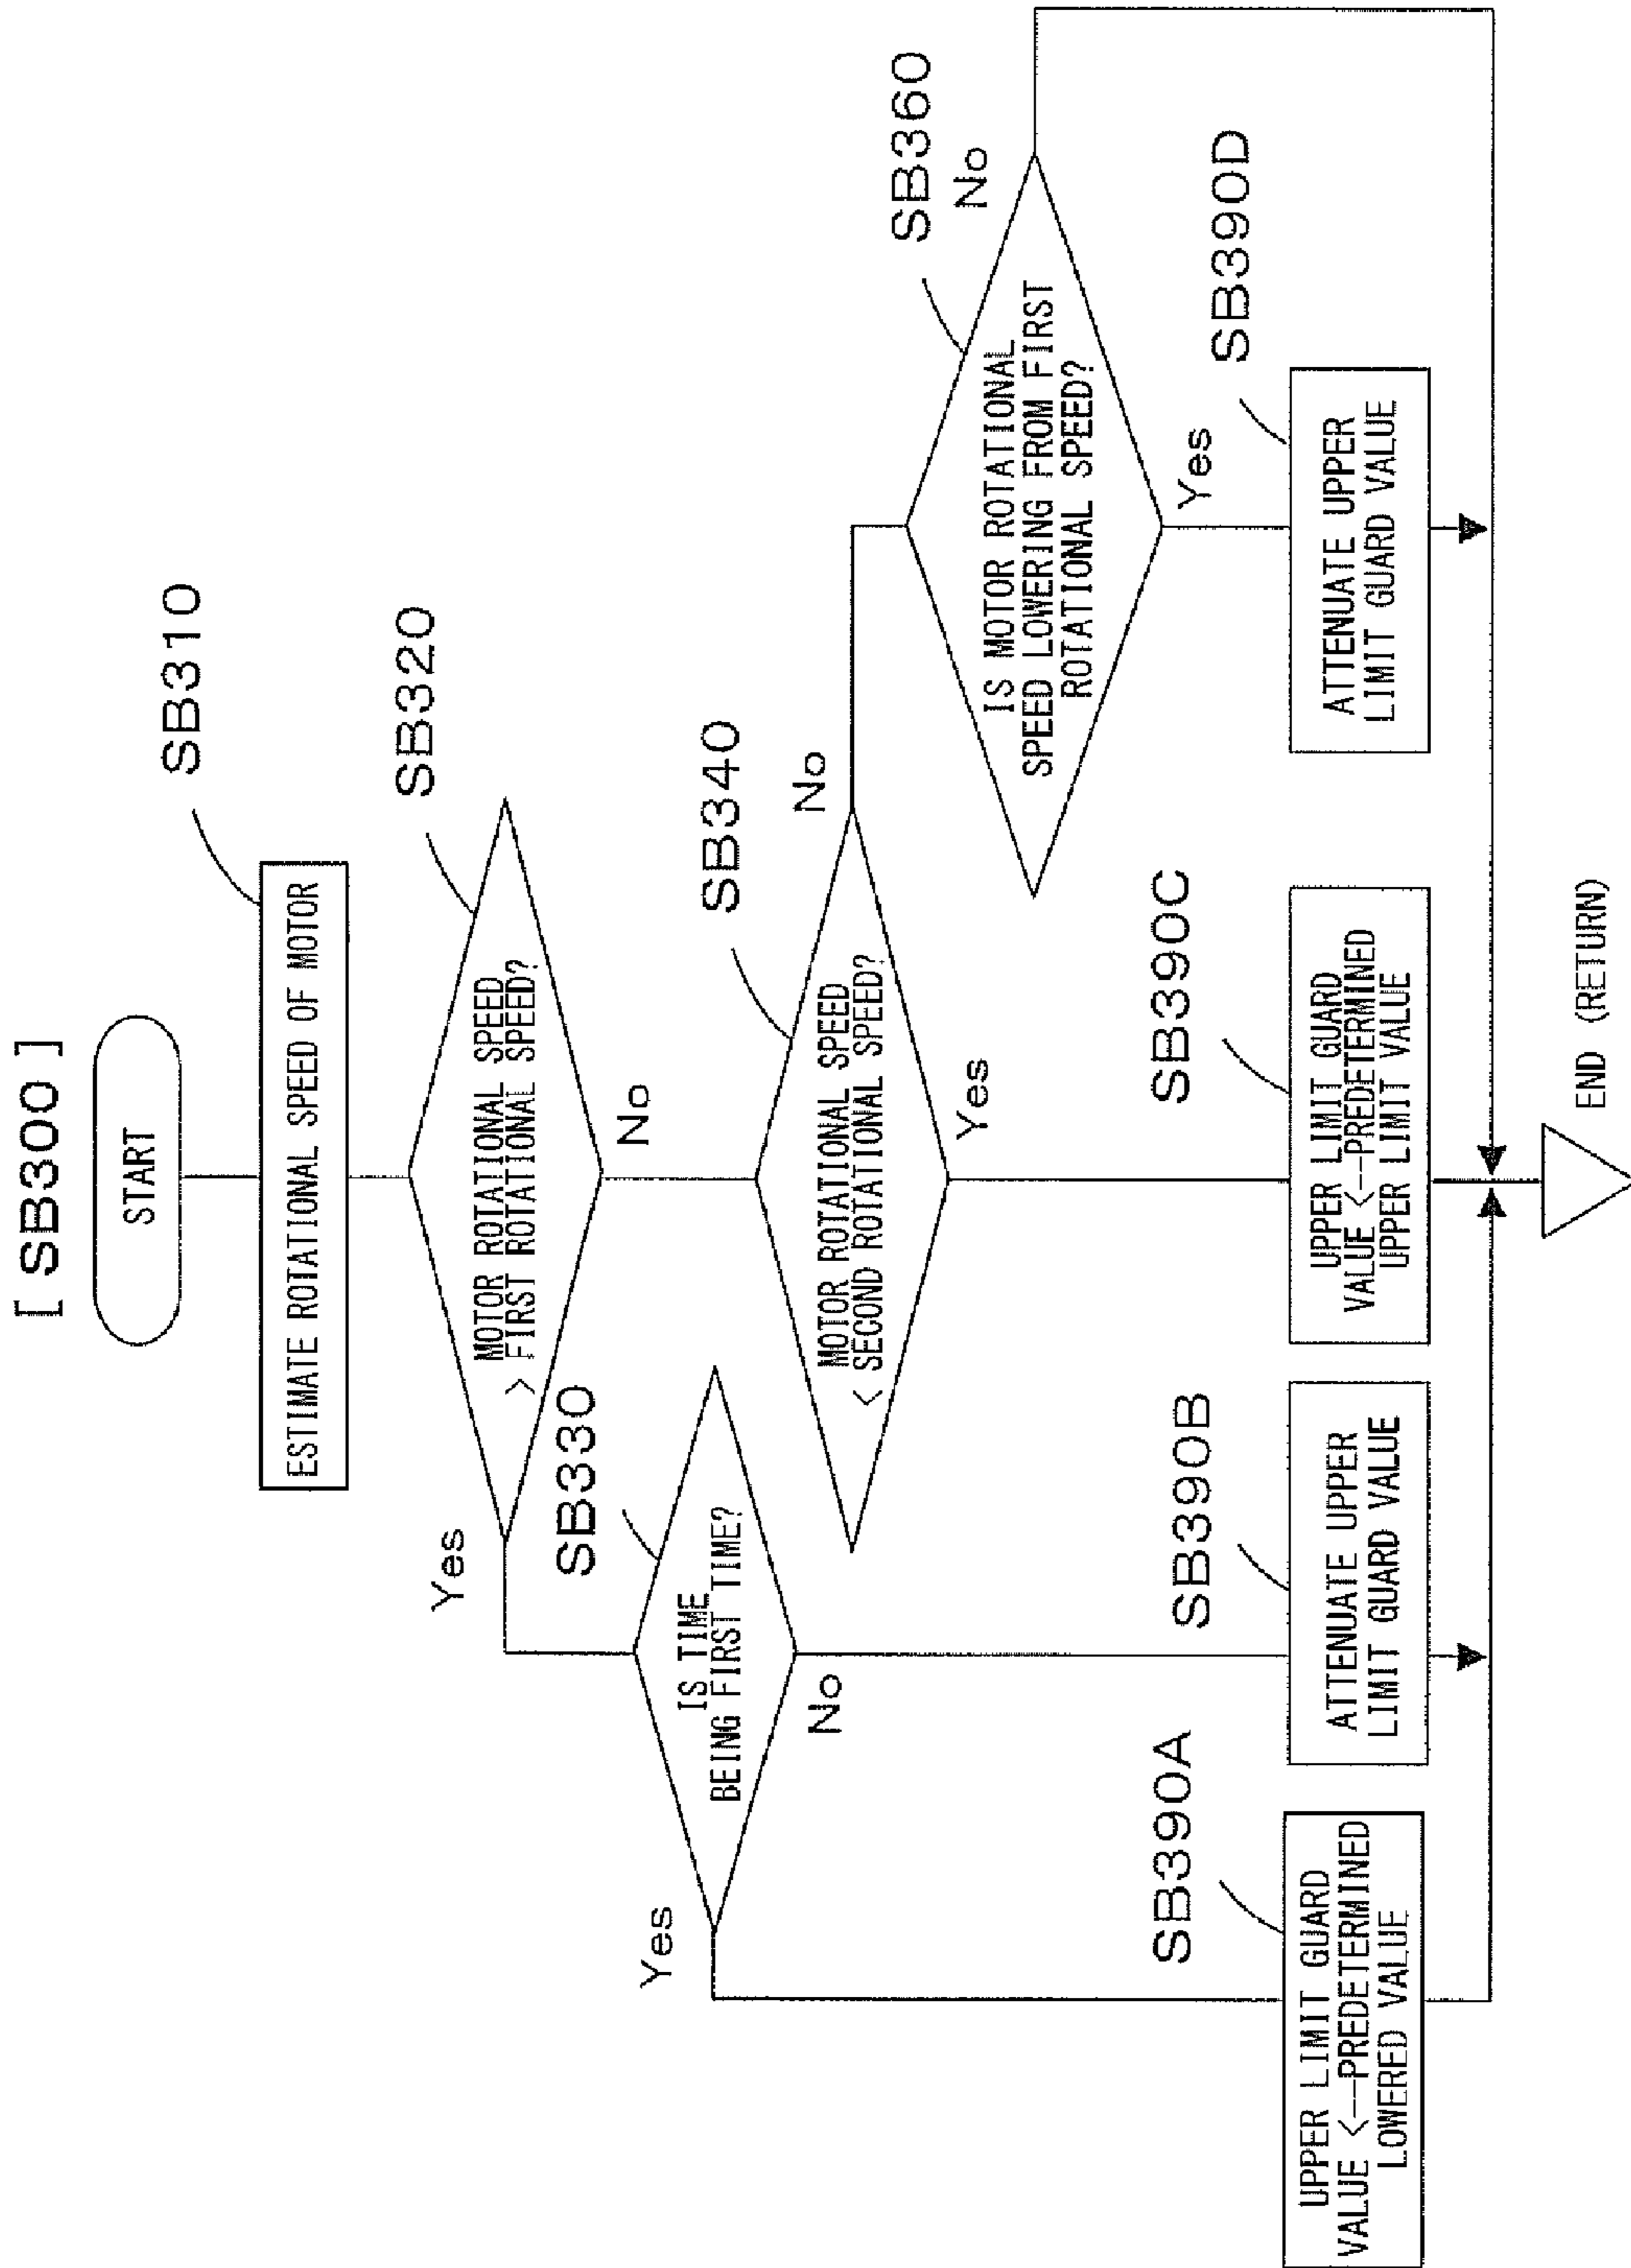 [ SB300 ]
START
SB310
ESTIMATE ROTATIONAL SPEED OF MOTOR
SB320
MOTOR ROTATIONAL SPEED
> FIRST ROTATIONAL SPEED?
Yes
No
SB330
IS TIME
BEING FIRST TIME?
Yes
No
SB340
MOTOR ROTATIONAL SPEED
< SECOND ROTATIONAL SPEED?
No
Yes
SB360
IS MOTOR ROTATIONAL
SPEED LOWERING FROM FIRST
ROTATIONAL SPEED?
No
Yes
SB390A
UPPER LIMIT GUARD
VALUE <--PREDETERMINED
LOWERED VALUE
SB390B
ATTENUATE UPPER
LIMIT GUARD VALUE
SB390C
UPPER LIMIT GUARD
VALUE <--PREDETERMINED
UPPER LIMIT VALUE
SB390D
ATTENUATE UPPER
LIMIT GUARD VALUE
END (RETURN)